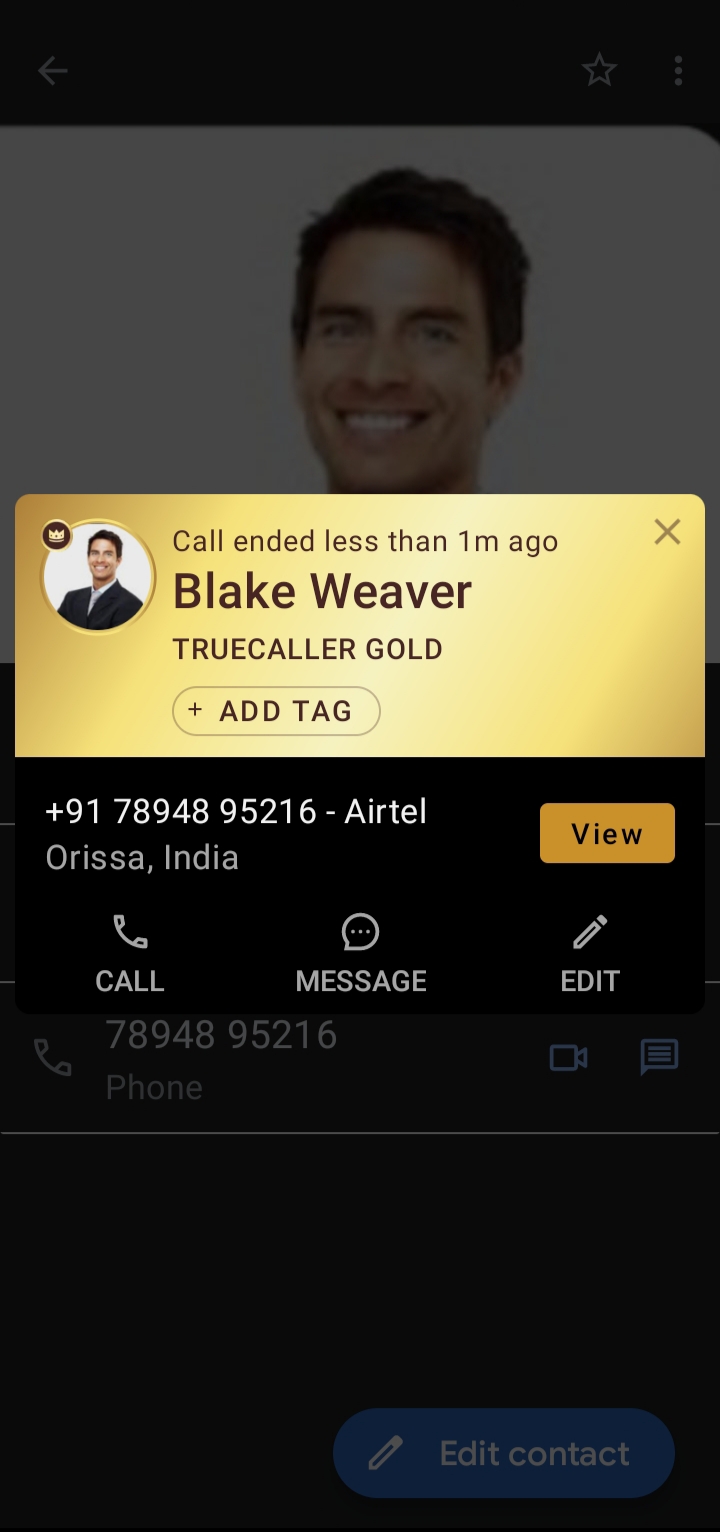 Call ended less than 1m ago
Blake Weaver
TRUECALLER GOLD
+ ADD TAG
+91 78948 95216 - Airtel
Orissa, India
View
CALL
MESSAGE
EDIT
78948 95216
Phone
Edit contact